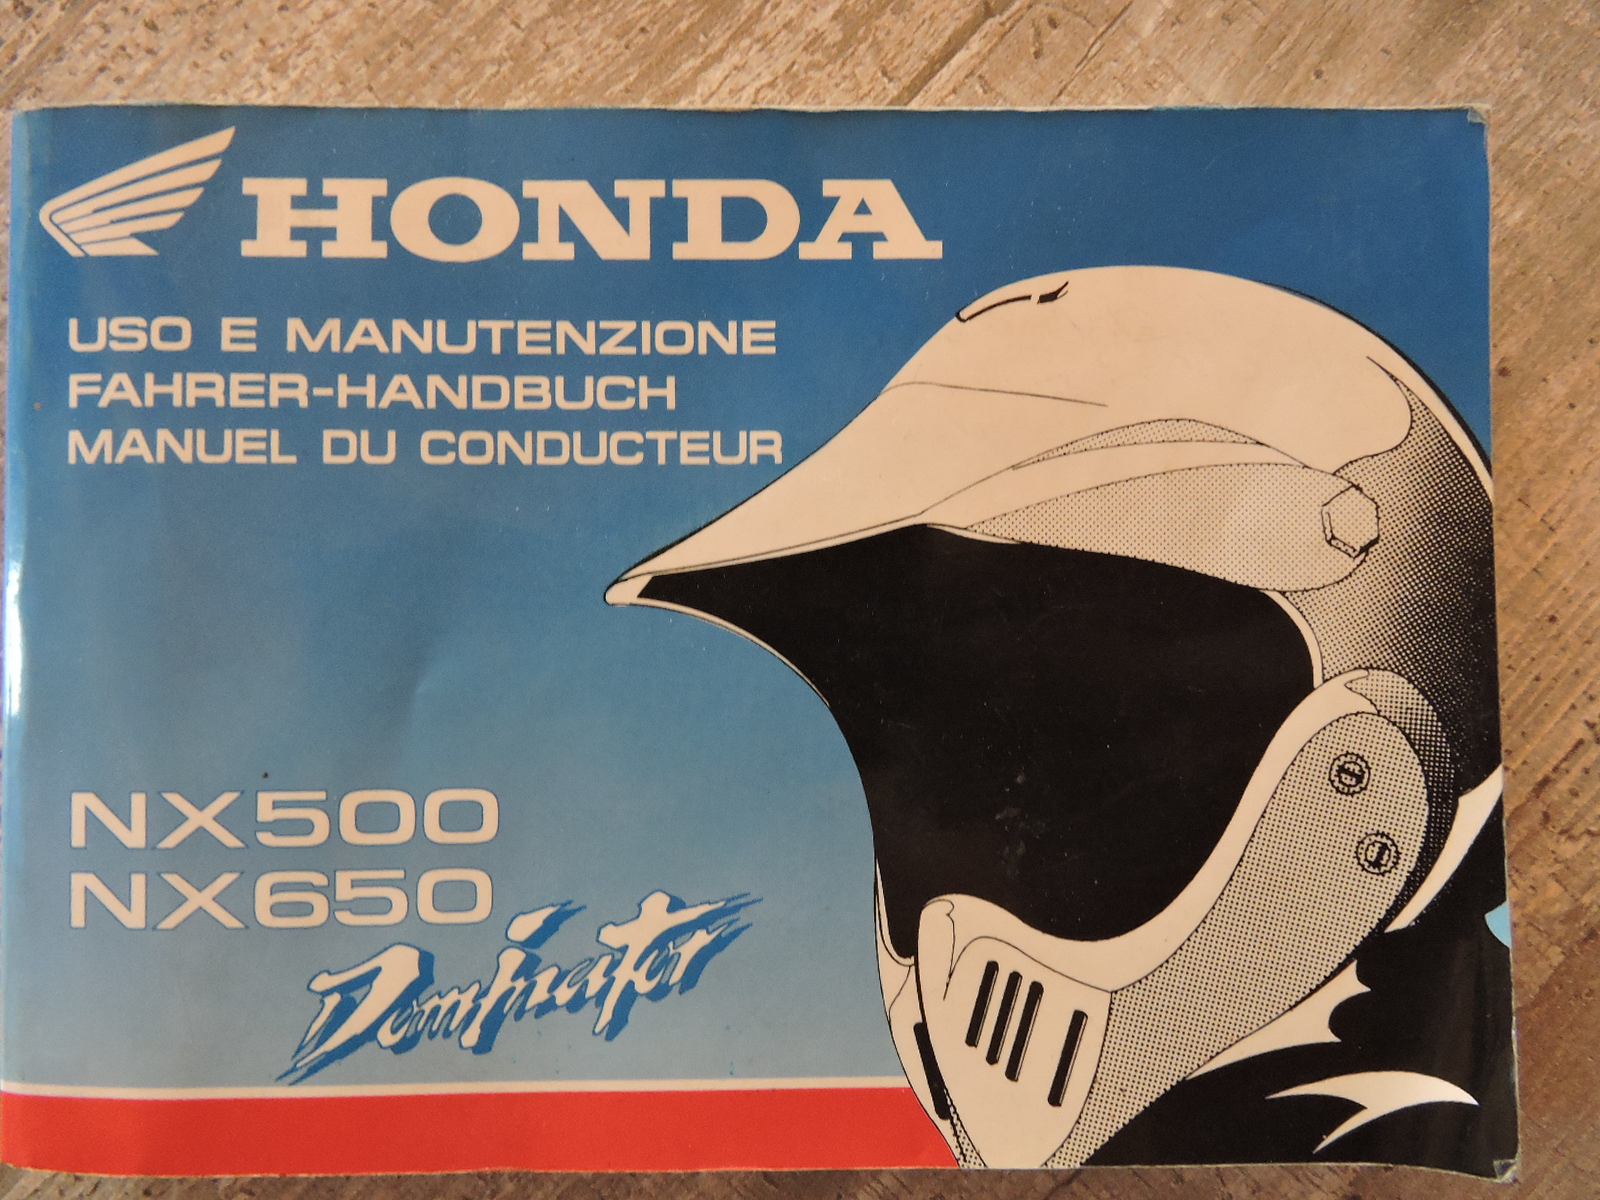 HONDA
USO E MANUTENZIONE
FAHRER-HANDBUCH
MANUEL DU CONDUCTEUR
NX500
NX650
Dominator